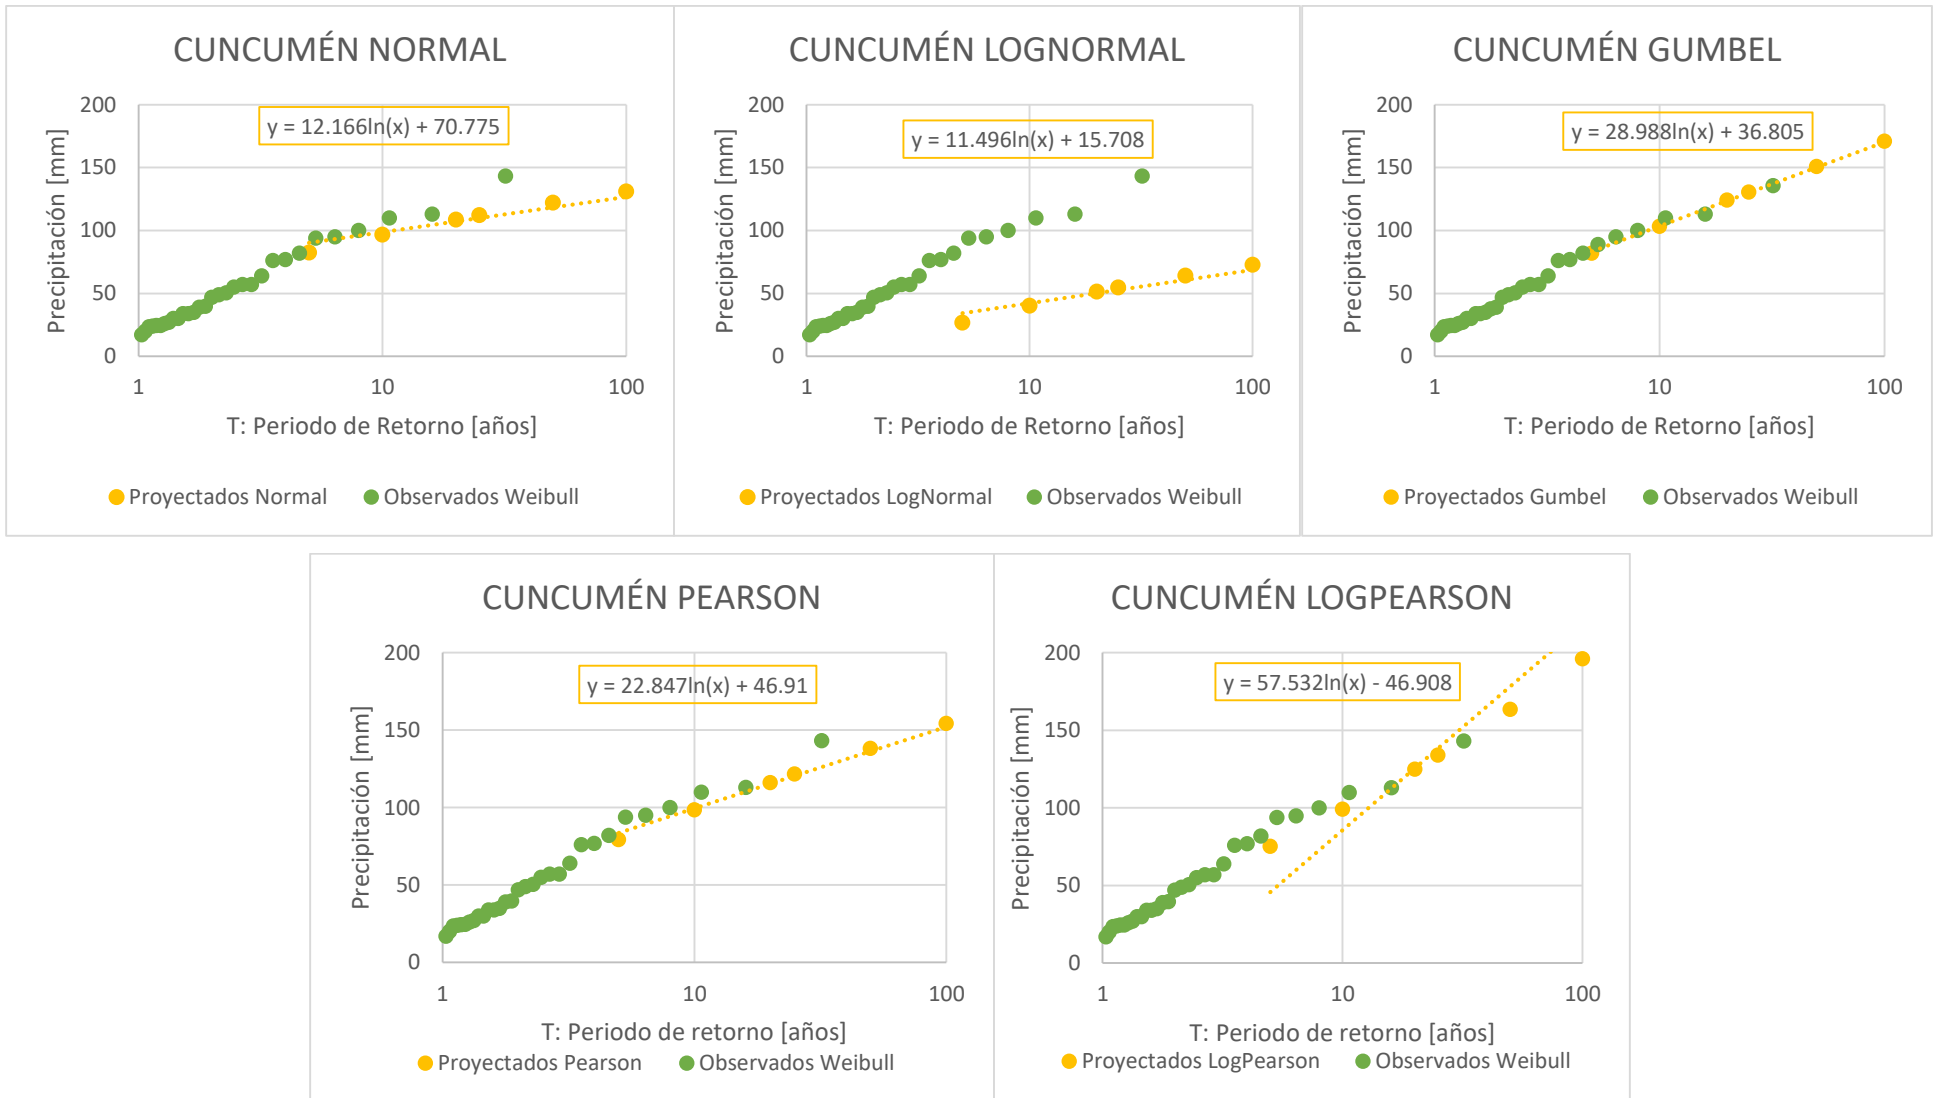 CUNCUMÉN NORMAL
200
150
100
50
0
Precipitación [mm]
y = 12.166ln(x) + 70.775
1
10
100
T: Periodo de Retorno [años]
Proyectados Normal
Observados Weibull
CUNCUMÉN LOGNORMAL
200
150
100
50
0
Precipitación [mm]
y = 11.496ln(x) + 15.708
1
10
100
T: Periodo de Retorno [años]
Proyectados LogNormal
Observados Weibull
CUNCUMÉN GUMBEL
200
150
100
50
0
Precipitación [mm]
y = 28.988ln(x) + 36.805
1
10
100
T: Periodo de Retorno [años]
Proyectados Gumbel
Observados Weibull
CUNCUMÉN PEARSON
200
150
100
50
0
Precipitación [mm]
y = 22.847ln(x) + 46.91
1
10
100
T: Periodo de retorno [años]
Proyectados Pearson
Observados Weibull
CUNCUMÉN LOGPEARSON
200
150
100
50
0
Precipitación [mm]
y = 57.532ln(x) - 46.908
1
10
100
T: Periodo de retorno [años]
Proyectados LogPearson
Observados Weibull